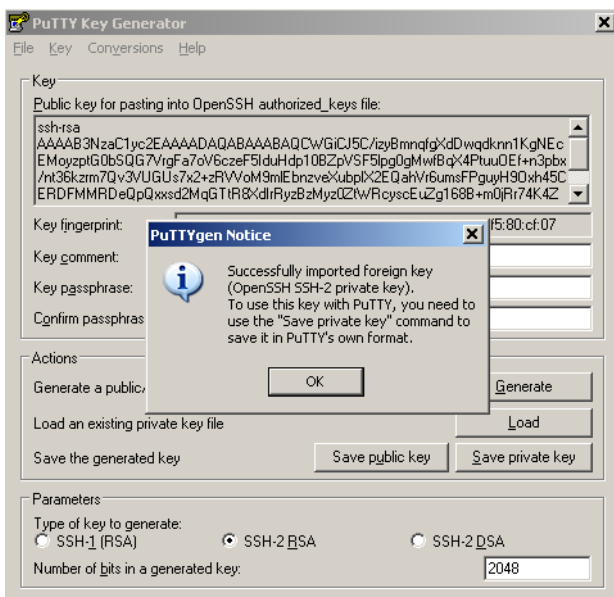 PuTTY Key Generator
File Key Conversions Help
Key
Public key for pasting into OpenSSH authorized_keys file:
ssh-rsa
AAAAB3NzaC1yc2EAAAADAQABAAABAQCWGiCJ5C/izyBmnqfgXdDwqdknn1KgNEc
EMoyzptG0bSQG7VrgFa7oV6czeF5lduHdp10BZpVSF5lpg0gMwfBqX4PtuuOEf+n3pbx
/nt36kzrm7Qv3VUGUs7x2+zRVVoM9mlEbnzveXubplX2EQahVr6umsFPguyH9Oxh45C
ERDFMMRDeQpQxxsd2MqGTtR8XdlrRyzBzMyz0ZtWRcyscEuZg168B+m0jRr74K4Z
Key fingerprint:
f5:80:cf:07
PuTTYgen Notice
Key comment:
Successfully imported foreign key
(OpenSSH SSH-2 private key).
To use this key with PuTTY, you need to
use the "Save private key" command to
save it in PuTTY's own format.
OK
Key passphrase:
Confirm passphras
Actions
Generate a public
Generate
Load an existing private key file
Load
Save the generated key
Save public key
Save private key
Parameters
Type of key to generate:
SSH-1 (RSA) SSH-2 RSA SSH-2 DSA
Number of bits in a generated key:
2048